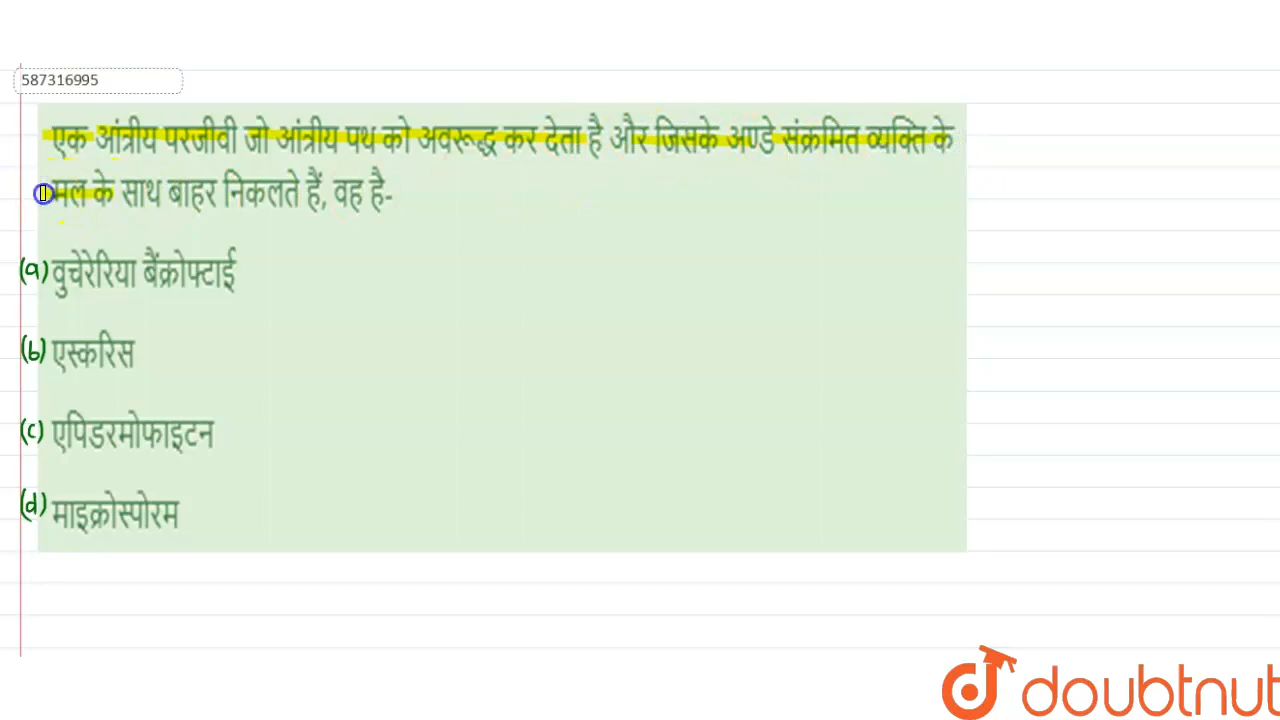 587316995
एक आंत्रीय परजीवी जो आंत्रीय पथ को अवरूद्ध कर देता है और जिसके अण्डे संक्रमित व्यक्ति के
मल के साथ बाहर निकलते हैं, वह है-
(a) वुचेरेरिया बैंक्रोफ्टाई
(b) एस्करिस
(c) एपिडरमोफाइटन
(d) माइक्रोस्पोरम
doubtnut